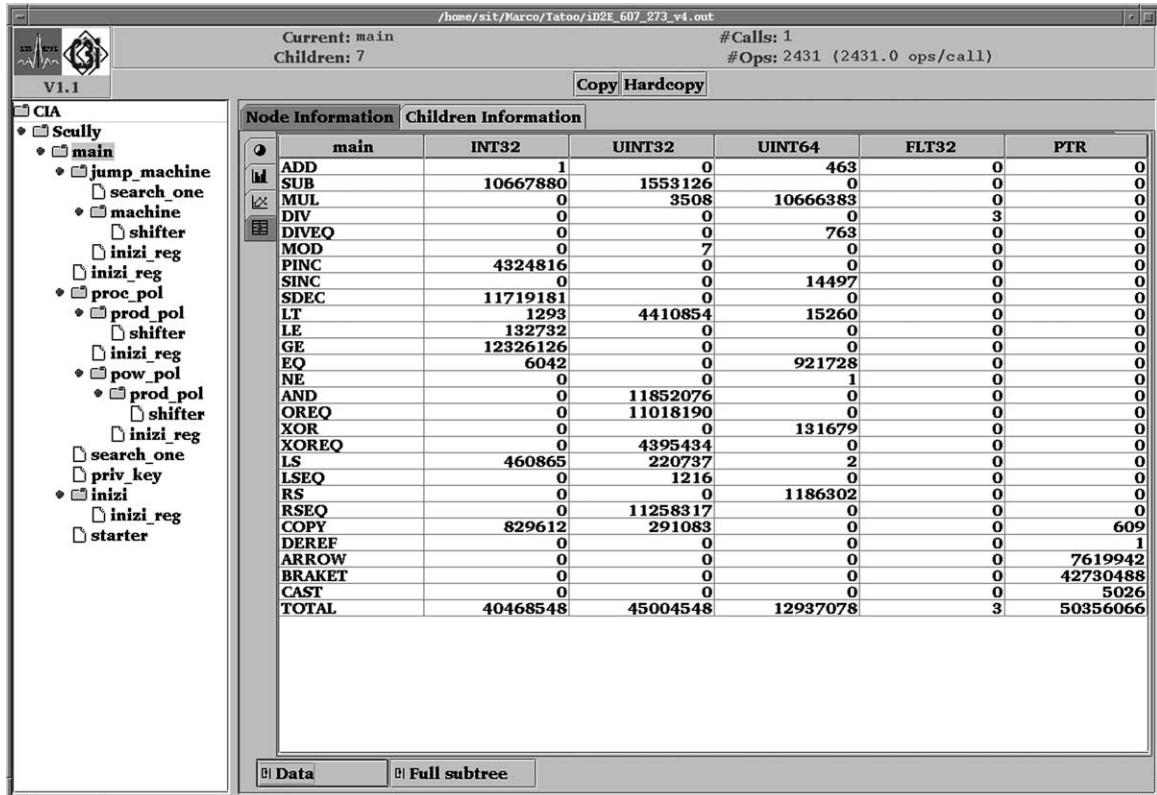 /home/sit/Marco/Tatoo/iD2E_607_273_v4.out
Current: main #Calls: 1
Children: 7 #Ops: 2431 (2431.0 ops/call)
V1.1
Copy Hardcopy
CIA
Scully
main
jump_machine
search_one
machine
shifter
inizi_reg
inizi_reg
proc_pol
prod_pol
shifter
inizi_reg
pow_pol
prod_pol
shifter
inizi_reg
search_one
priv_key
inizi
inizi_reg
starter
Node Information Children Information
main INT32 UINT32 UINT64 FLT32 PTR
ADD 1 0 463 0 0
SUB 10667880 1553126 0 0 0
MUL 0 3508 10666383 0 0
DIV 0 0 0 3 0
DIVEQ 0 0 763 0 0
MOD 0 7 0 0 0
PINC 4324816 0 0 0 0
SINC 0 0 14497 0 0
SDEC 11719181 0 0 0 0
LT 1293 4410854 15260 0 0
LE 132732 0 0 0 0
GE 12326126 0 0 0 0
EQ 6042 0 921728 0 0
NE 0 0 1 0 0
AND 0 11852076 0 0 0
OREQ 0 11018190 0 0 0
XOR 0 0 131679 0 0
XOREQ 0 4395434 0 0 0
LS 460865 220737 2 0 0
LSEQ 0 1216 0 0 0
RS 0 0 1186302 0 0
RSEQ 0 11258317 0 0 0
COPY 829612 291083 0 0 609
DEREF 0 0 0 0 1
ARROW 0 0 0 0 7619942
BRAKET 0 0 0 0 42730488
CAST 0 0 0 0 5026
TOTAL 40468548 45004548 12937078 3 50356066
Data Full subtree